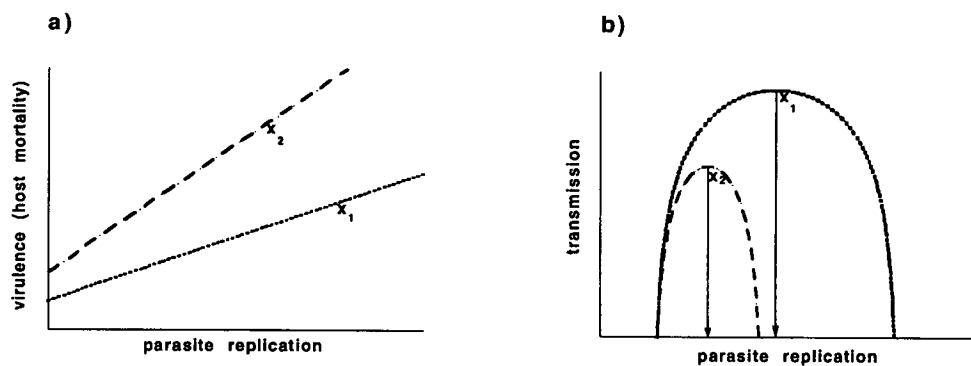 a)
virulence (host mortality)
x2
x1
parasite replication
b)
transmission
x1
x2
parasite replication